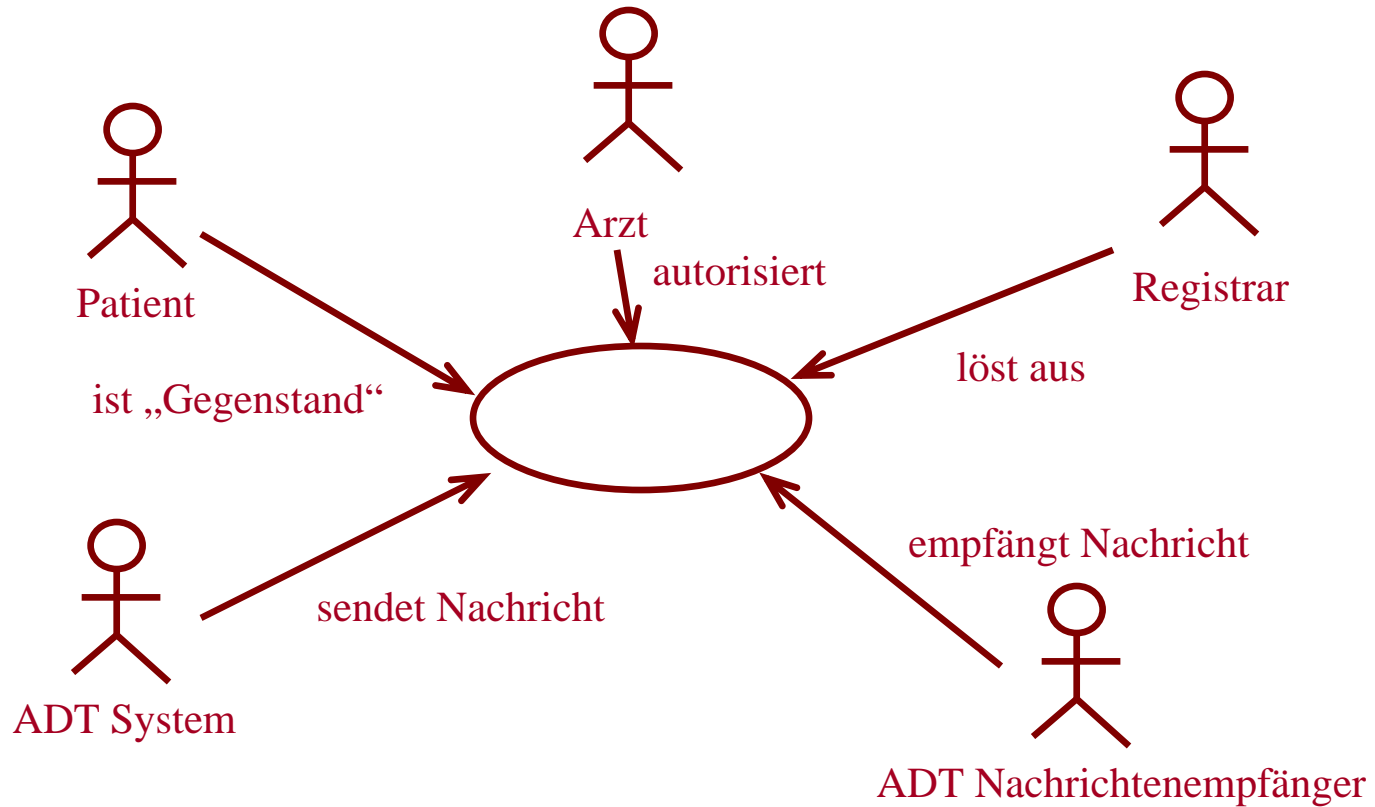 Arzt
autorisiert
Patient
Registrar
ist „Gegenstand“
löst aus
empfängt Nachricht
sendet Nachricht
ADT System
ADT Nachrichtenempfänger